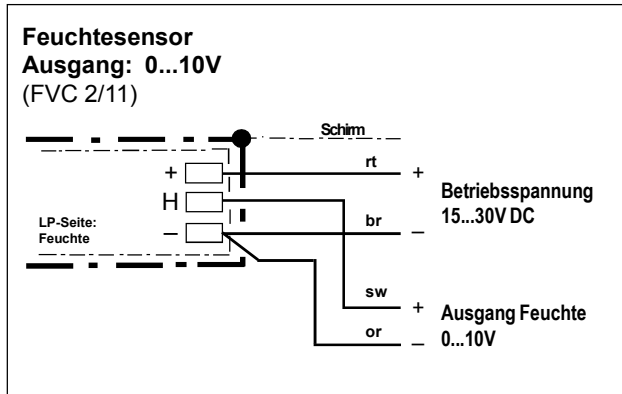 Feuchtesensor
Ausgang: 0...10V
(FVC 2/11)
Schirm
rt
+ +
Betriebsspannung
15...30V DC
H
LP-Seite:
Feuchte
– br –
sw +
Ausgang Feuchte
0...10V
or –